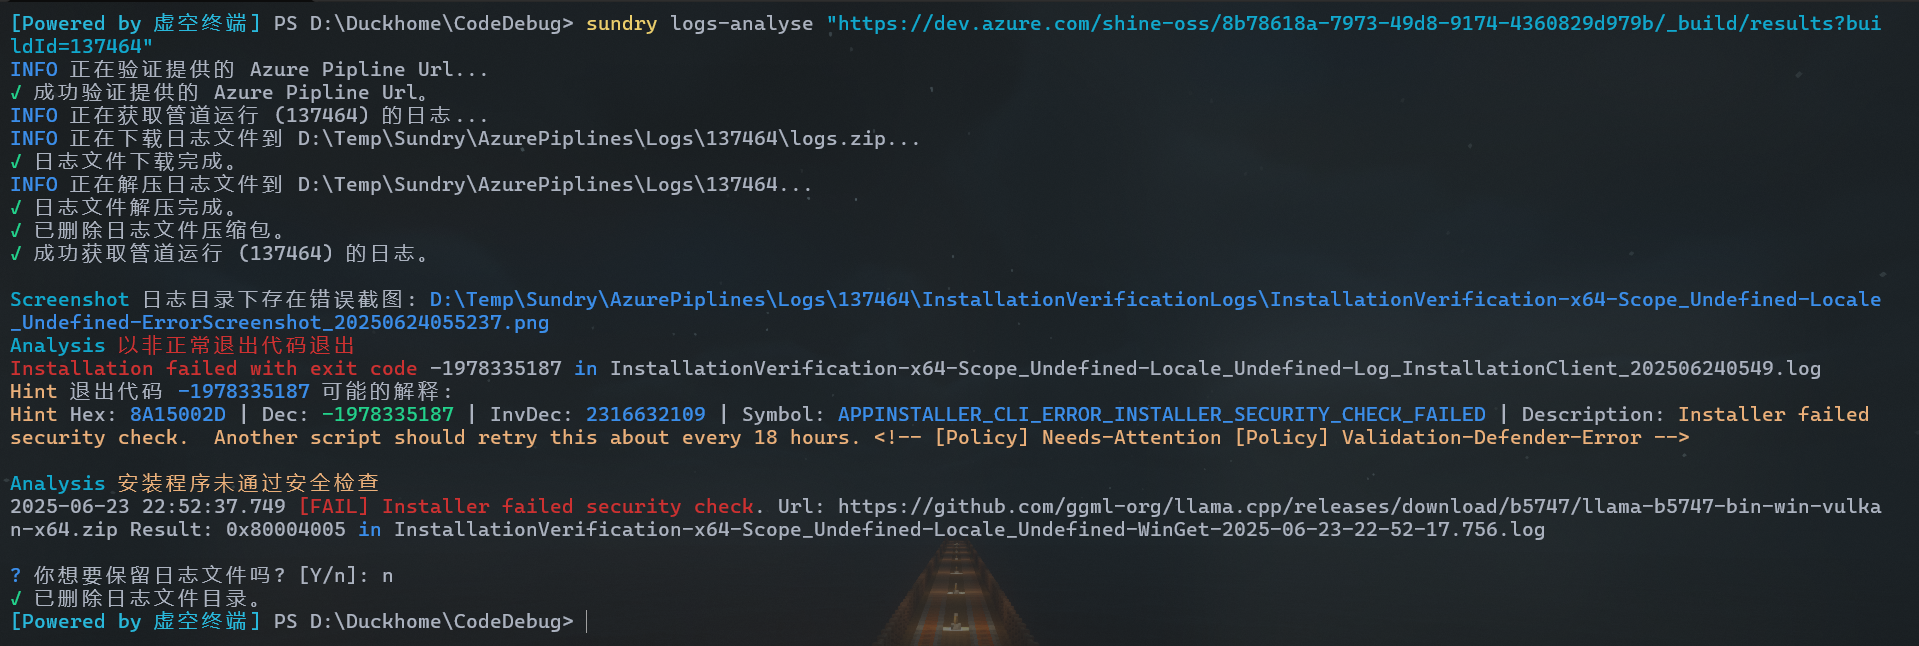 [Powered by 虚空终端] PS D:\Duckhome\CodeDebug> sundry logs-analyse "https://dev.azure.com/shine-oss/8b78618a-7973-49d8-9174-4360829d979b/_build/results?bui
ldId=137464"
INFO 正在验证提供的 Azure Pipline Url...
✓ 成功验证提供的 Azure Pipline Url。
INFO 正在获取管道运行 (137464) 的日志...
INFO 正在下载日志文件到 D:\Temp\Sundry\AzurePiplines\Logs\137464\logs.zip...
✓ 日志文件下载完成。
INFO 正在解压日志文件到 D:\Temp\Sundry\AzurePiplines\Logs\137464...
✓ 日志文件解压完成。
✓ 已删除日志文件压缩包。
✓ 成功获取管道运行 (137464) 的日志。
Screenshot 日志目录下存在错误截图: D:\Temp\Sundry\AzurePiplines\Logs\137464\InstallationVerificationLogs\InstallationVerification-x64-Scope_Undefined-Locale
_Undefined-ErrorScreenshot_20250624055237.png
Analysis 以非正常退出代码退出
Installation failed with exit code -1978335187 in InstallationVerification-x64-Scope_Undefined-Locale_Undefined-Log_InstallationClient_202506240549.log
Hint 退出代码 -1978335187 可能的解释:
Hint Hex: 8A15002D | Dec: -1978335187 | InvDec: 2316632109 | Symbol: APPINSTALLER_CLI_ERROR_INSTALLER_SECURITY_CHECK_FAILED | Description: Installer failed
security check.  Another script should retry this about every 18 hours. <!-- [Policy] Needs-Attention [Policy] Validation-Defender-Error -->
Analysis 安装程序未通过安全检查
2025-06-23 22:52:37.749 [FAIL] Installer failed security check. Url: https://github.com/ggml-org/llama.cpp/releases/download/b5747/llama-b5747-bin-win-vulka
n-x64.zip Result: 0x80004005 in InstallationVerification-x64-Scope_Undefined-Locale_Undefined-WinGet-2025-06-23-22-52-17.756.log
? 你想要保留日志文件吗? [Y/n]: n
✓ 已删除日志文件目录。
[Powered by 虚空终端] PS D:\Duckhome\CodeDebug>